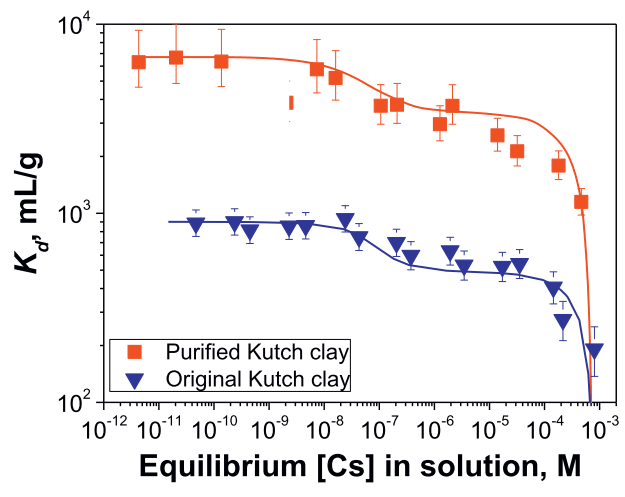 10⁴
10³
10²
K_d, mL/g
Purified Kutch clay
Original Kutch clay
10⁻¹² 10⁻¹¹ 10⁻¹⁰ 10⁻⁹ 10⁻⁸ 10⁻⁷ 10⁻⁶ 10⁻⁵ 10⁻⁴ 10⁻³
Equilibrium [Cs] in solution, M